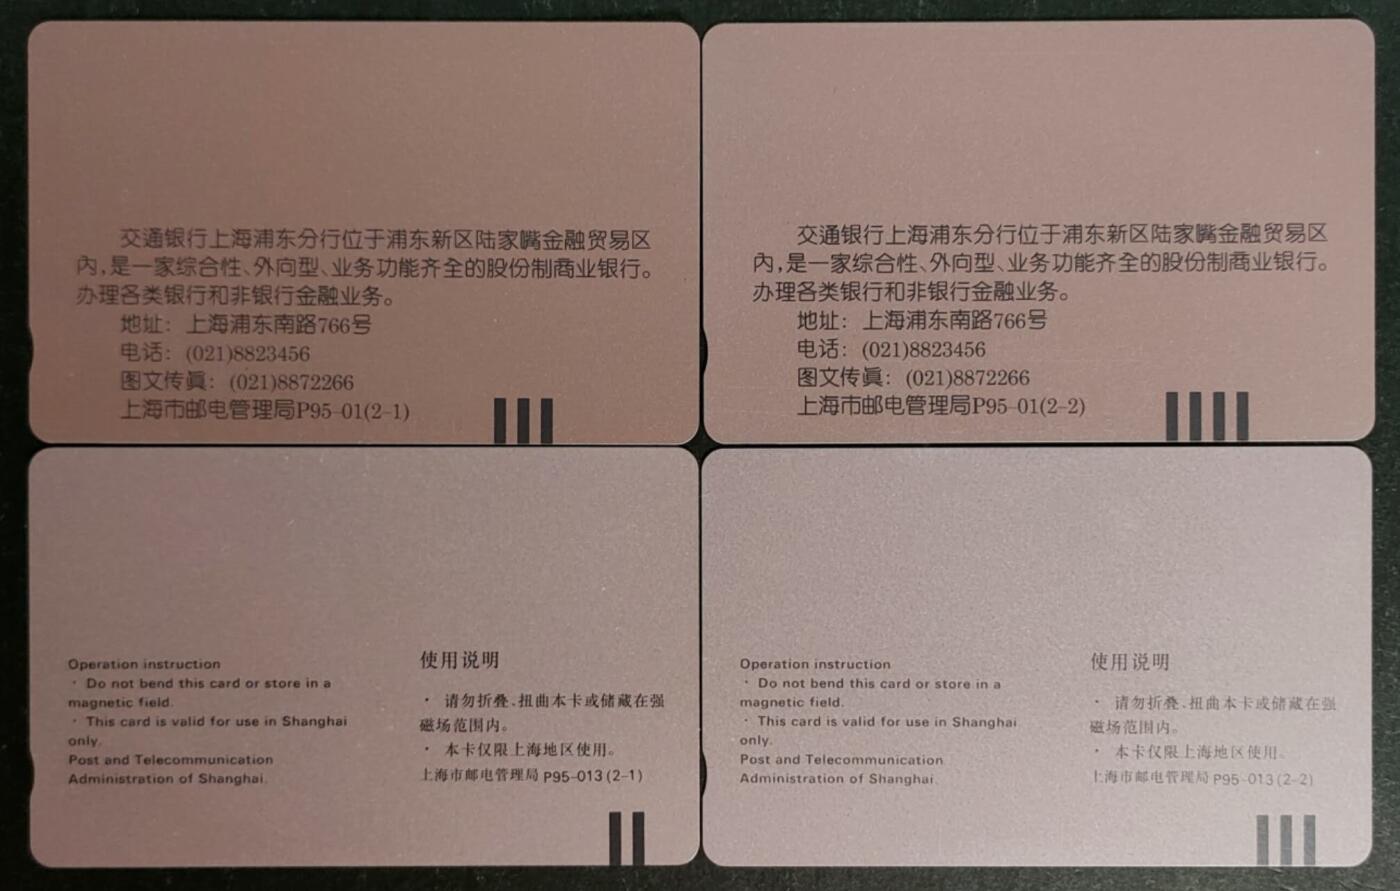 交通银行上海浦东分行位于浦东新区陆家嘴金融贸易区
内,是一家综合性、外向型、业务功能齐全的股份制商业银行。
办理各类银行和非银行金融业务。
地址：上海浦东南路766号
电话：(021)8823456
图文传真：(021)8872266
上海市邮电管理局P95-01(2-1)
交通银行上海浦东分行位于浦东新区陆家嘴金融贸易区
内,是一家综合性、外向型、业务功能齐全的股份制商业银行。
办理各类银行和非银行金融业务。
地址：上海浦东南路766号
电话：(021)8823456
图文传真：(021)8872266
上海市邮电管理局P95-01(2-2)
Operation instruction
· Do not bend this card or store in a
magnetic field.
· This card is valid for use in Shanghai
only.
Post and Telecommunication
Administration of Shanghai.
使用说明
· 请勿折叠、扭曲本卡或储藏在强
磁场范围内。
· 本卡仅限上海地区使用。
上海市邮电管理局 P95-013(2-1)
Operation instruction
· Do not bend this card or store in a
magnetic field.
· This card is valid for use in Shanghai
only.
Post and Telecommunication
Administration of Shanghai.
使用说明
· 请勿折叠、扭曲本卡或储藏在强
磁场范围内。
· 本卡仅限上海地区使用。
上海市邮电管理局 P95-013(2-2)